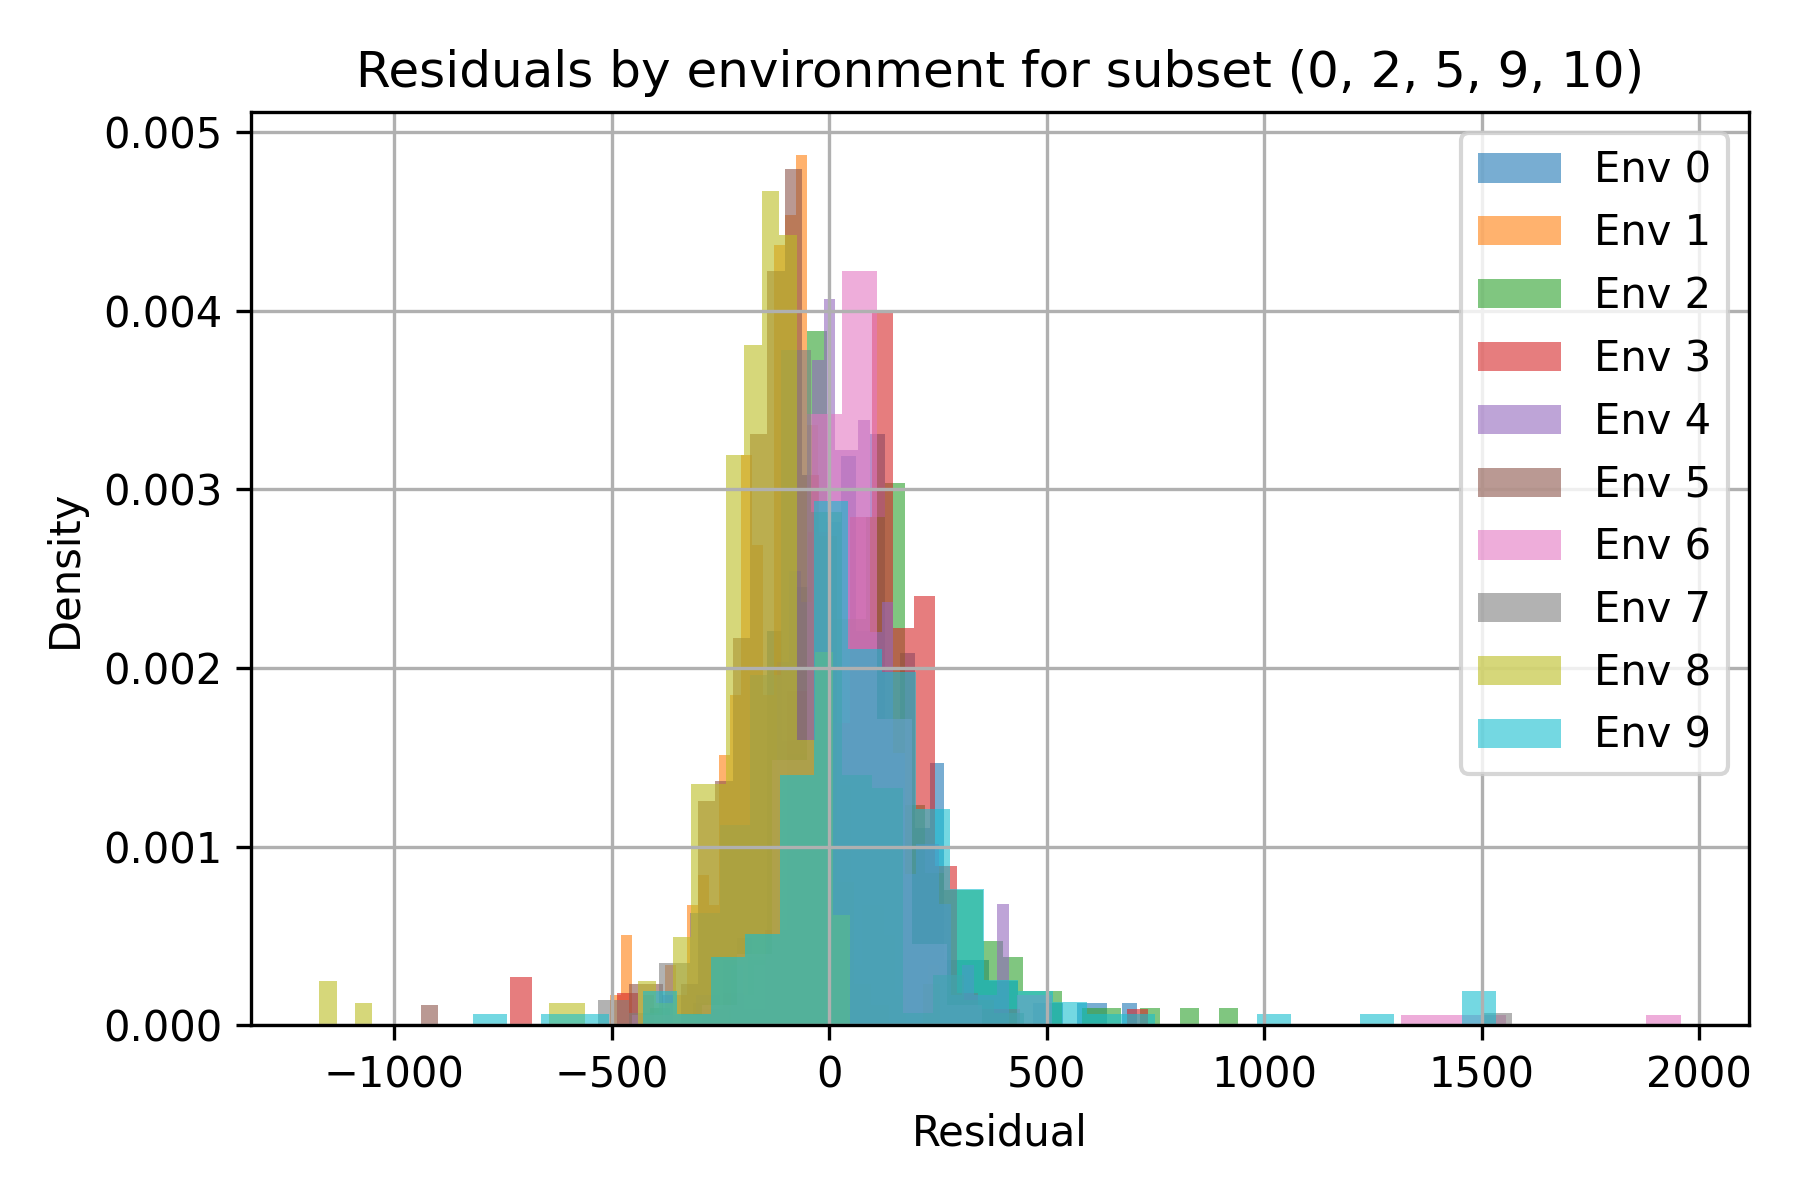 Residuals by environment for subset (0, 2, 5, 9, 10)
0.005
0.004
0.003
0.002
0.001
0.000
Density
−1000
−500
0
500
1000
1500
2000
Residual
Env 0
Env 1
Env 2
Env 3
Env 4
Env 5
Env 6
Env 7
Env 8
Env 9